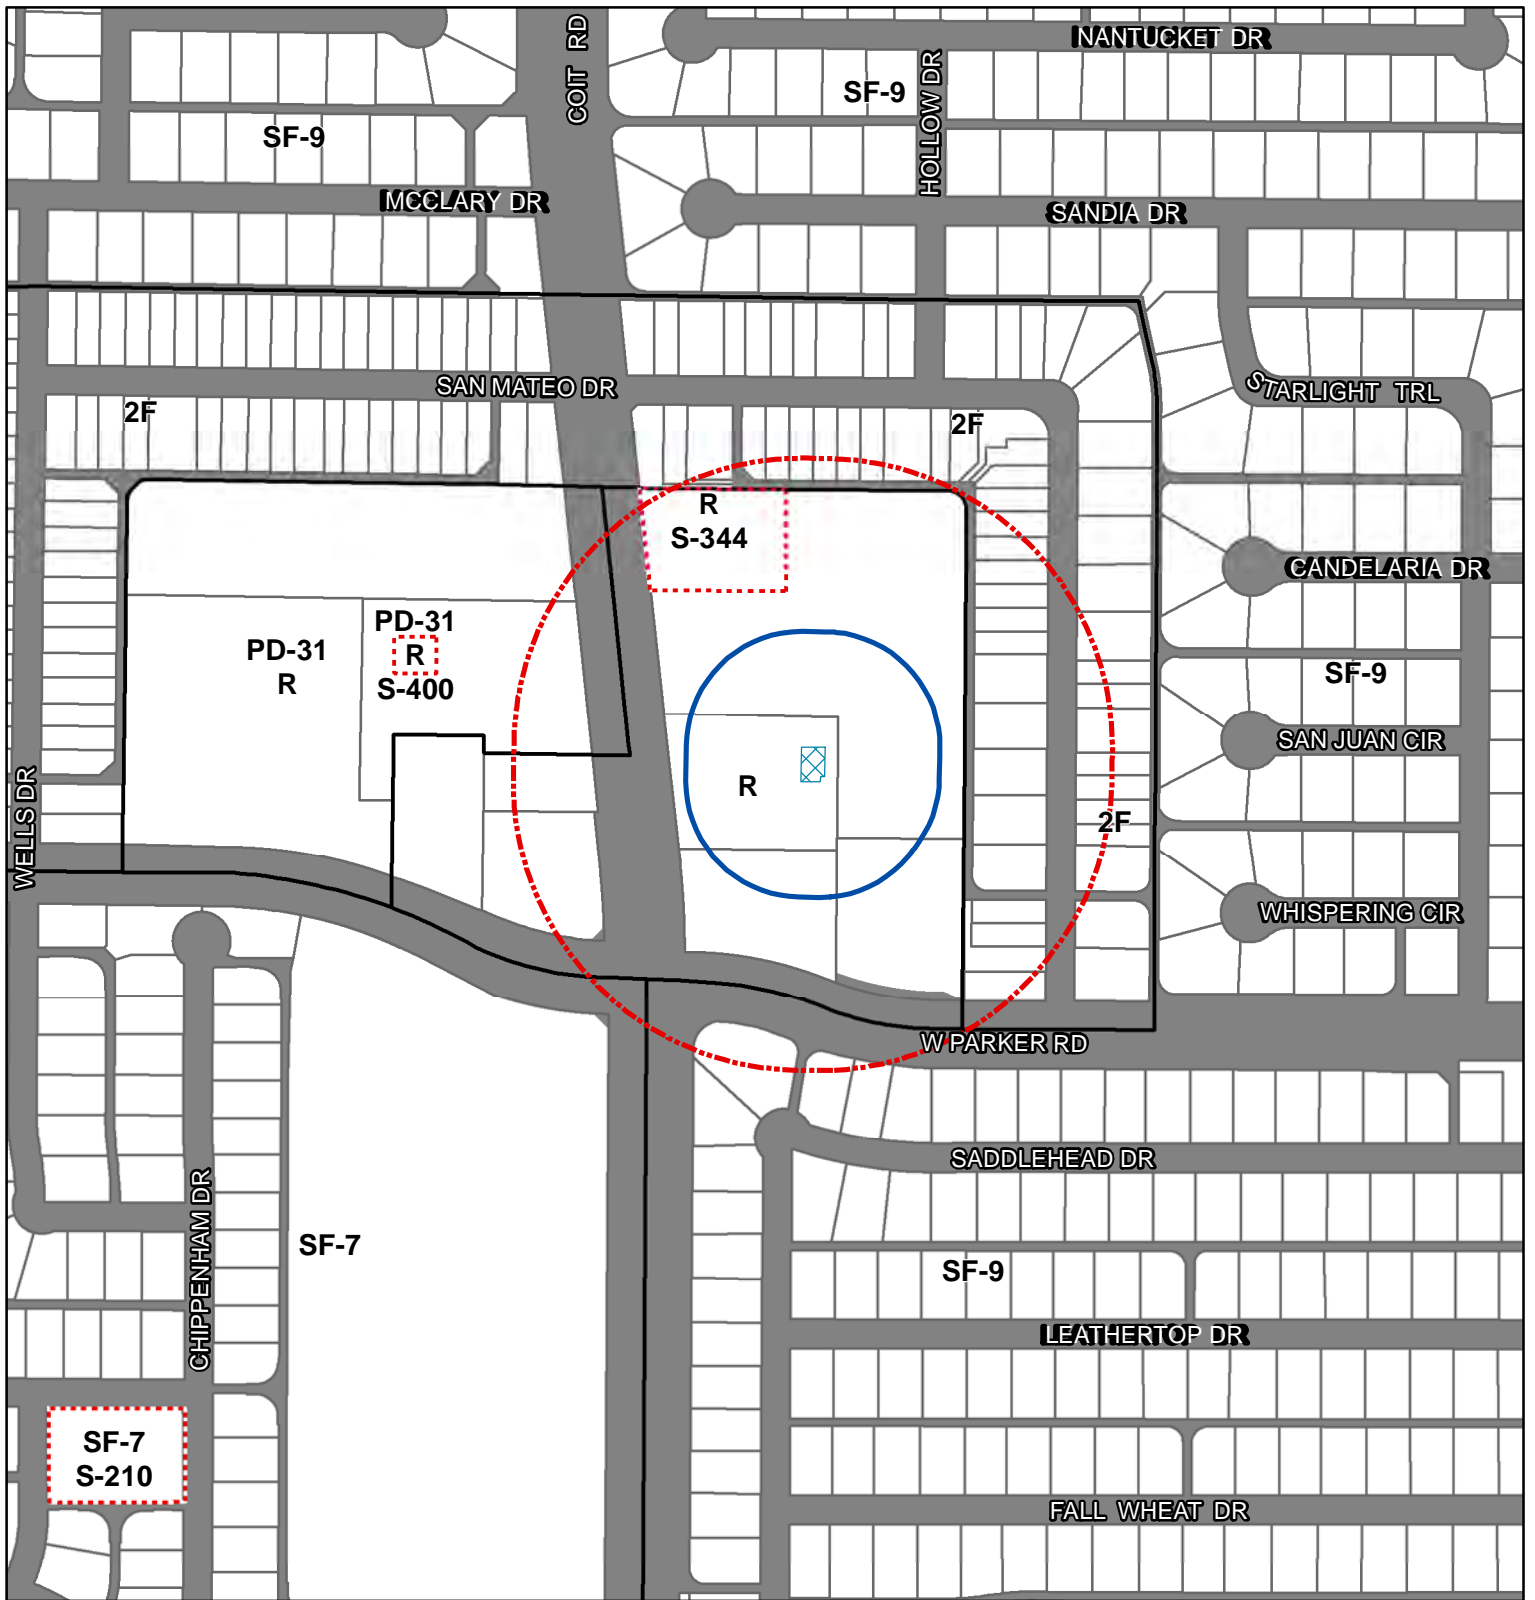 NANTUCKET DR
COIT RD
HOLLOW DR
SF-9
SF-9
MCCLARY DR
SANDIA DR
SAN MATEO DR
STARLIGHT TRL
2F
2F
R
S-344
CANDELARIA DR
PD-31
R
S-400
PD-31
R
SF-9
SAN JUAN CIR
R
2F
WELLS DR
WHISPERING CIR
W PARKER RD
SADDLEHEAD DR
CHIPPENHAM DR
SF-7
SF-9
LEATHERTOP DR
SF-7
S-210
FALL WHEAT DR